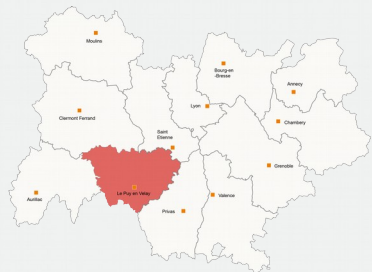 Moulins
Bourg-en
-Bresse
Annecy
Clermont Ferrand
Lyon
Chambery
Saint
Etienne
Grenoble
Aurillac
Le Puy en Velay
Valence
Privas